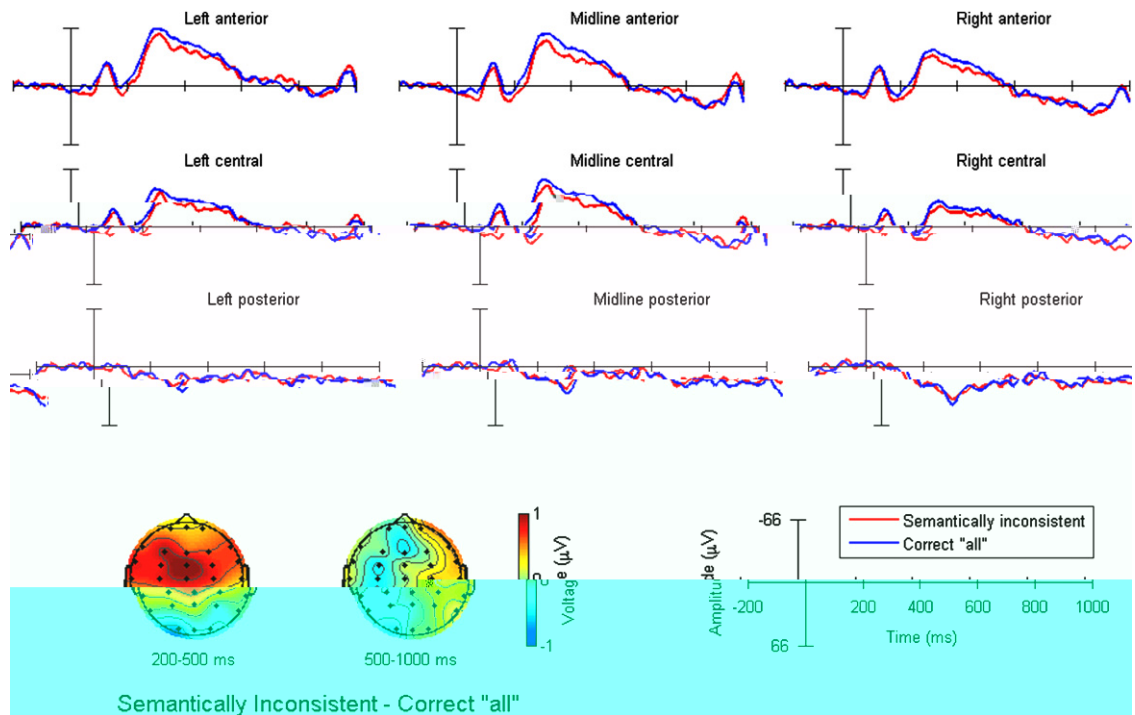 Left anterior
Midline anterior
Right anterior
Left central
Midline central
Right central
Left posterior
Midline posterior
Right posterior
1
0
-1
200-500 ms
500-1000 ms
Semantically Inconsistent - Correct "all"
-66
66
Semantically inconsistent
Correct "all"
-200
200
400
600
800
1000
Time (ms)